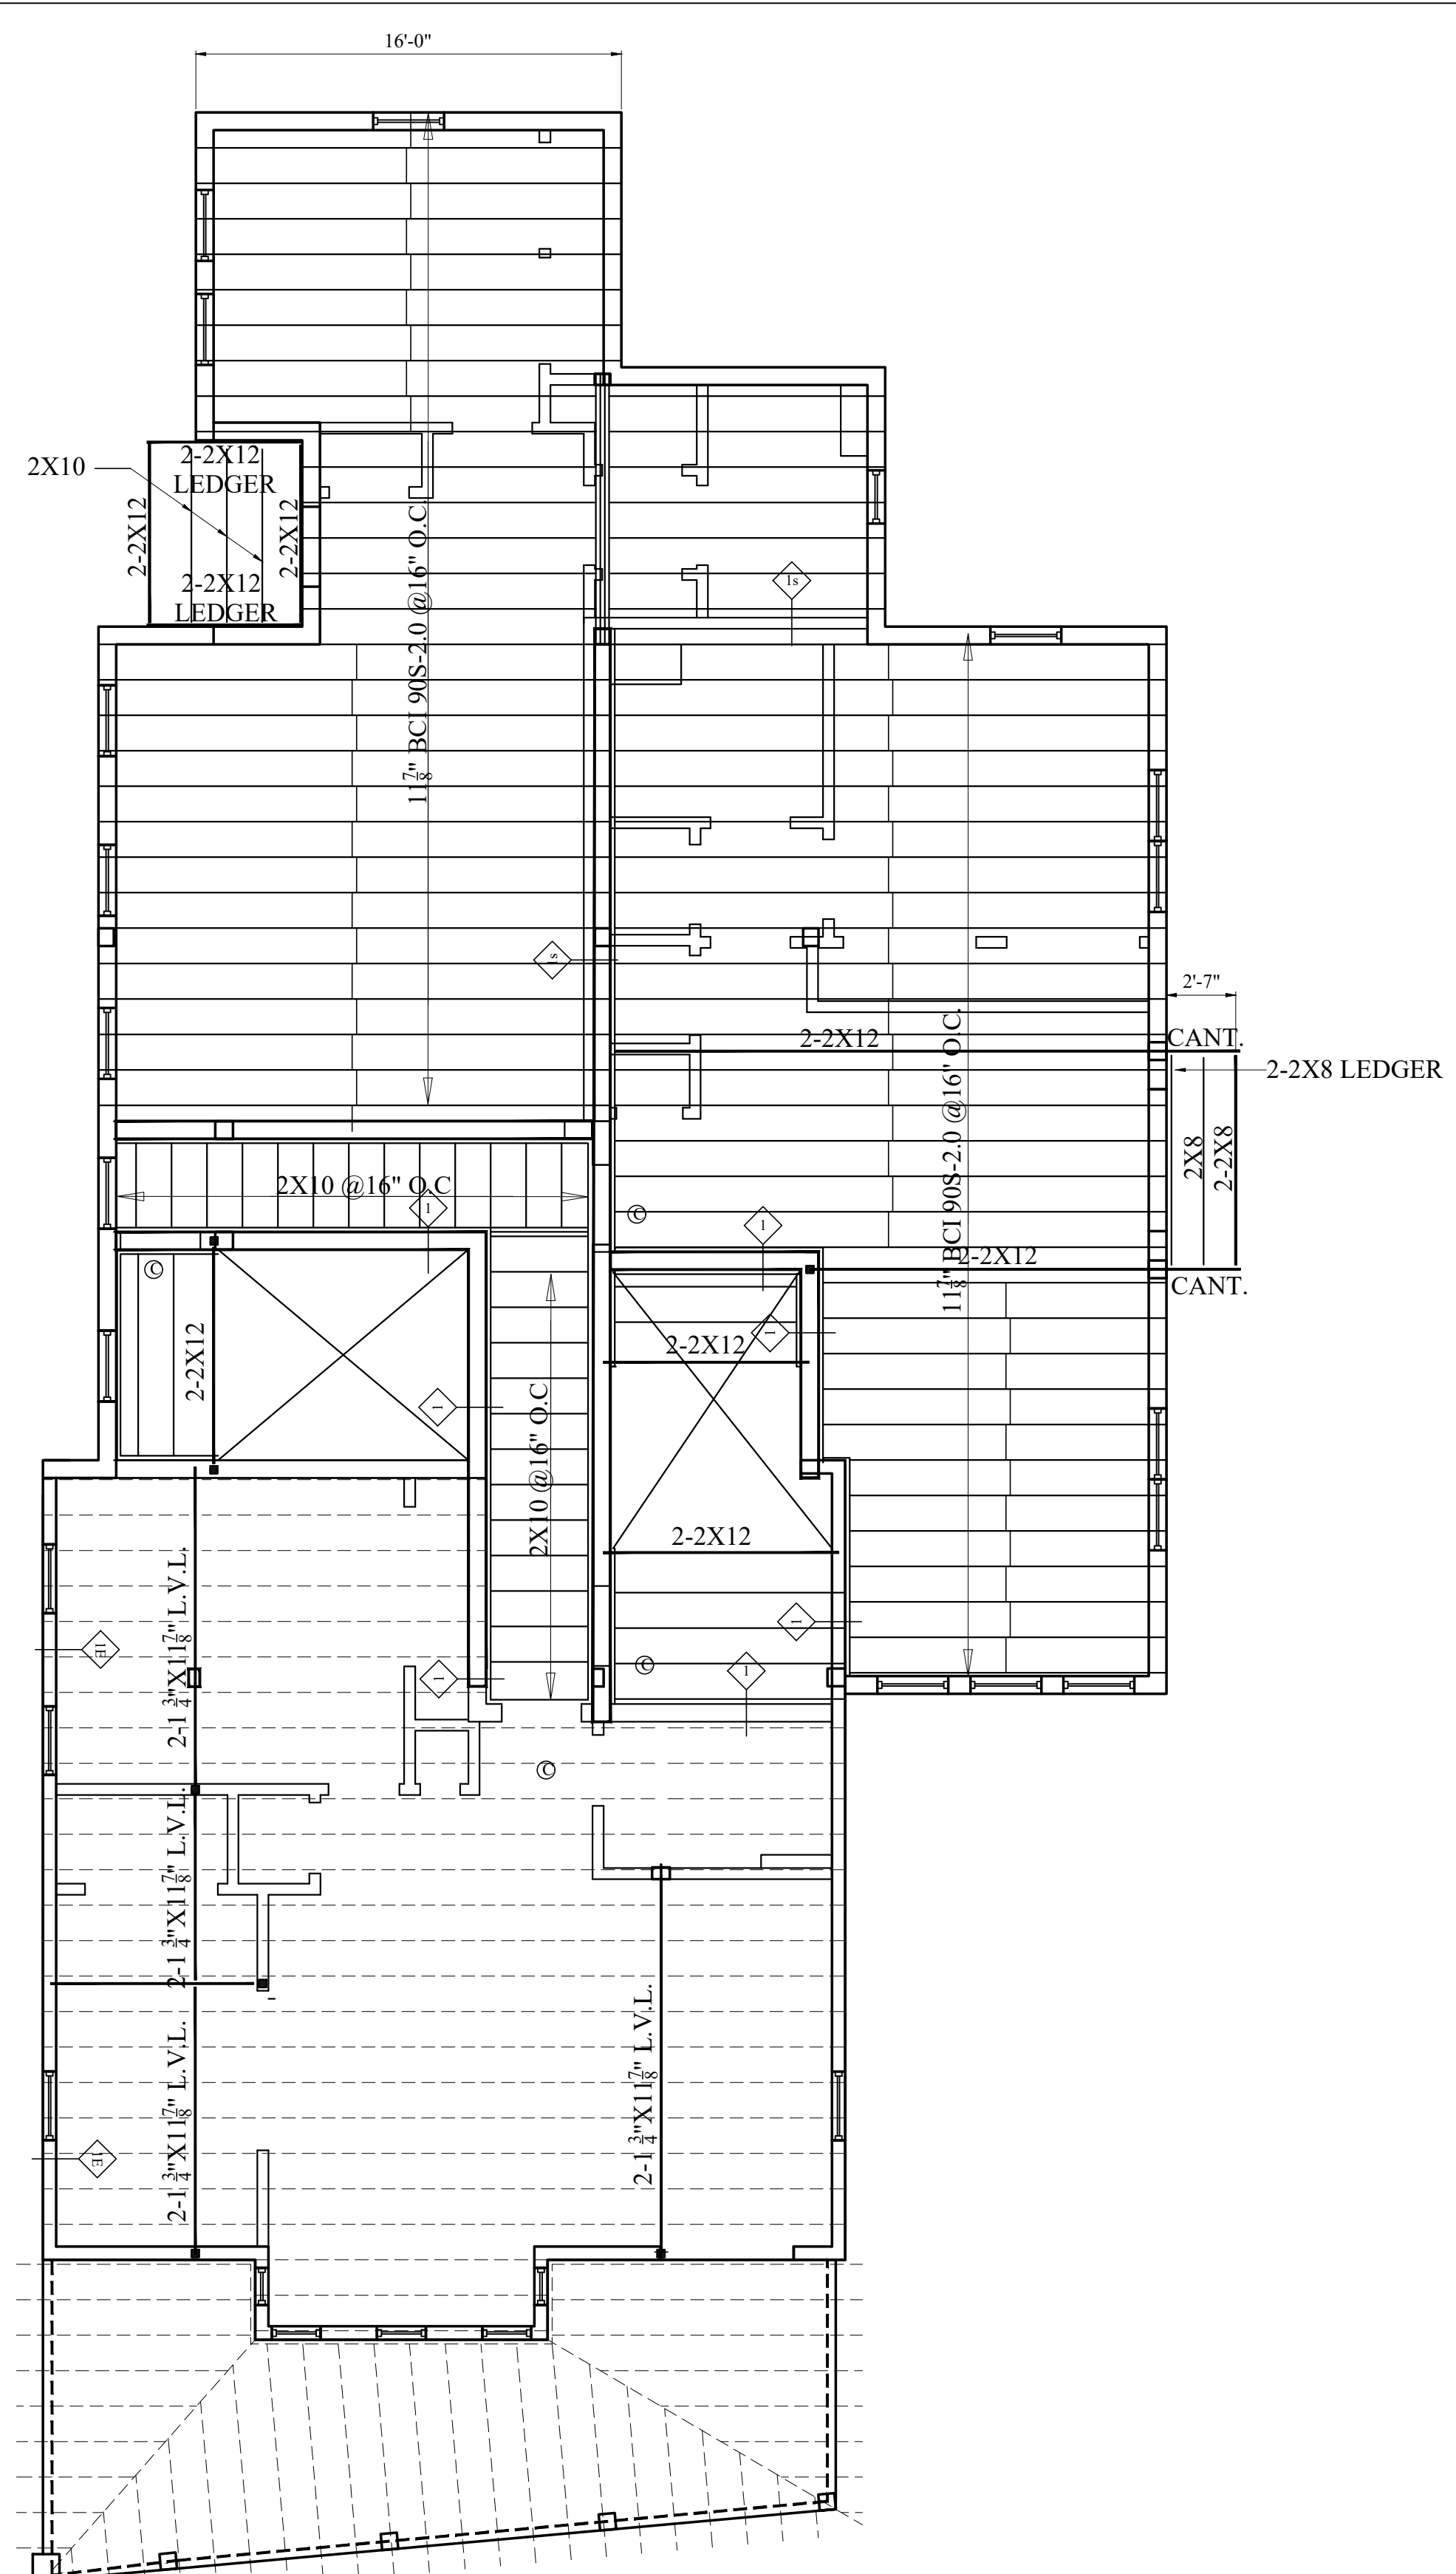 16'-0"
2X10
2-2X12
LEDGER
2-2X12
2-2X12
2-2X12
LEDGER
11 7/8" BCI 90S-2.0 @16" O.C.
1s
1s
2'-7"
2-2X12
CANT.
2-2X8 LEDGER
2X8
2-2X8
11 7/8" BCI 90S-2.0 @16" O.C.
2X10 @16" O.C
1
C
1
2-2X12
CANT.
C
2-2X12
1
2-2X12
1
2X10 @16" O.C
2-2X12
2-1 3/4"X11 7/8" L.V.L.
1E
1
C
1
1
C
2-1 3/4"X11 7/8" L.V.L.
2-1 3/4"X11 7/8" L.V.L.
2-1 3/4"X11 7/8" L.V.L.
1E